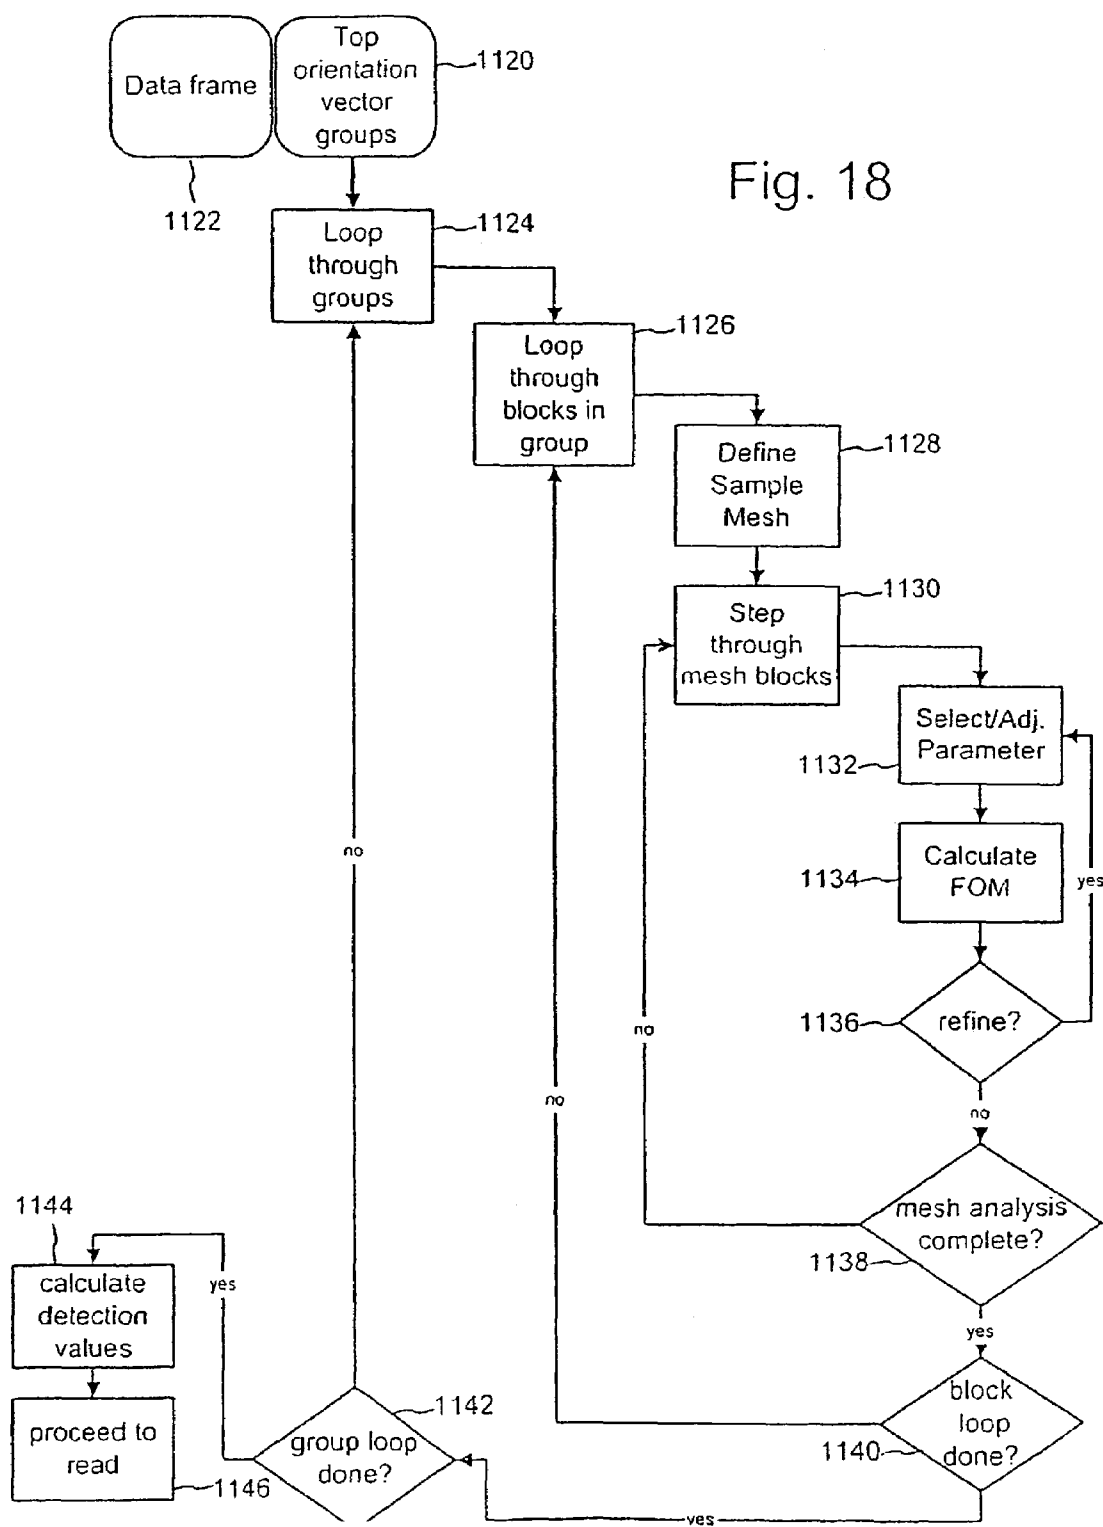 Data frame
Top
orientation
vector
groups
1120
1122
Fig. 18
Loop
through
groups
1124
Loop
through
blocks in
group
1126
Define
Sample
Mesh
1128
Step
through
mesh blocks
1130
Select/Adj.
Parameter
1132
Calculate
FOM
1134
yes
refine?
1136
no
no
no
no
mesh analysis
complete?
1138
yes
block
loop
done?
1140
yes
group loop
done?
1142
yes
1144
calculate
detection
values
proceed to
read
1146